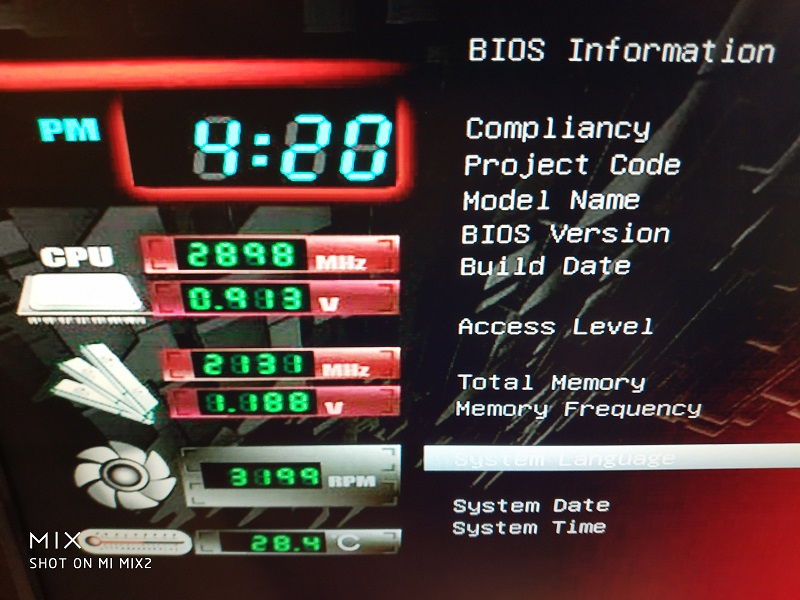 BIOS Information
PM 4:20
Compliancy
Project Code
Model Name
BIOS Version
Build Date
CPU
2898 MHz
0.913 V
Access Level
2131 MHz
1.188 V
Total Memory
Memory Frequency
System Language
3199 RPM
System Date
System Time
28.4 C
MIX
SHOT ON MI MIX2